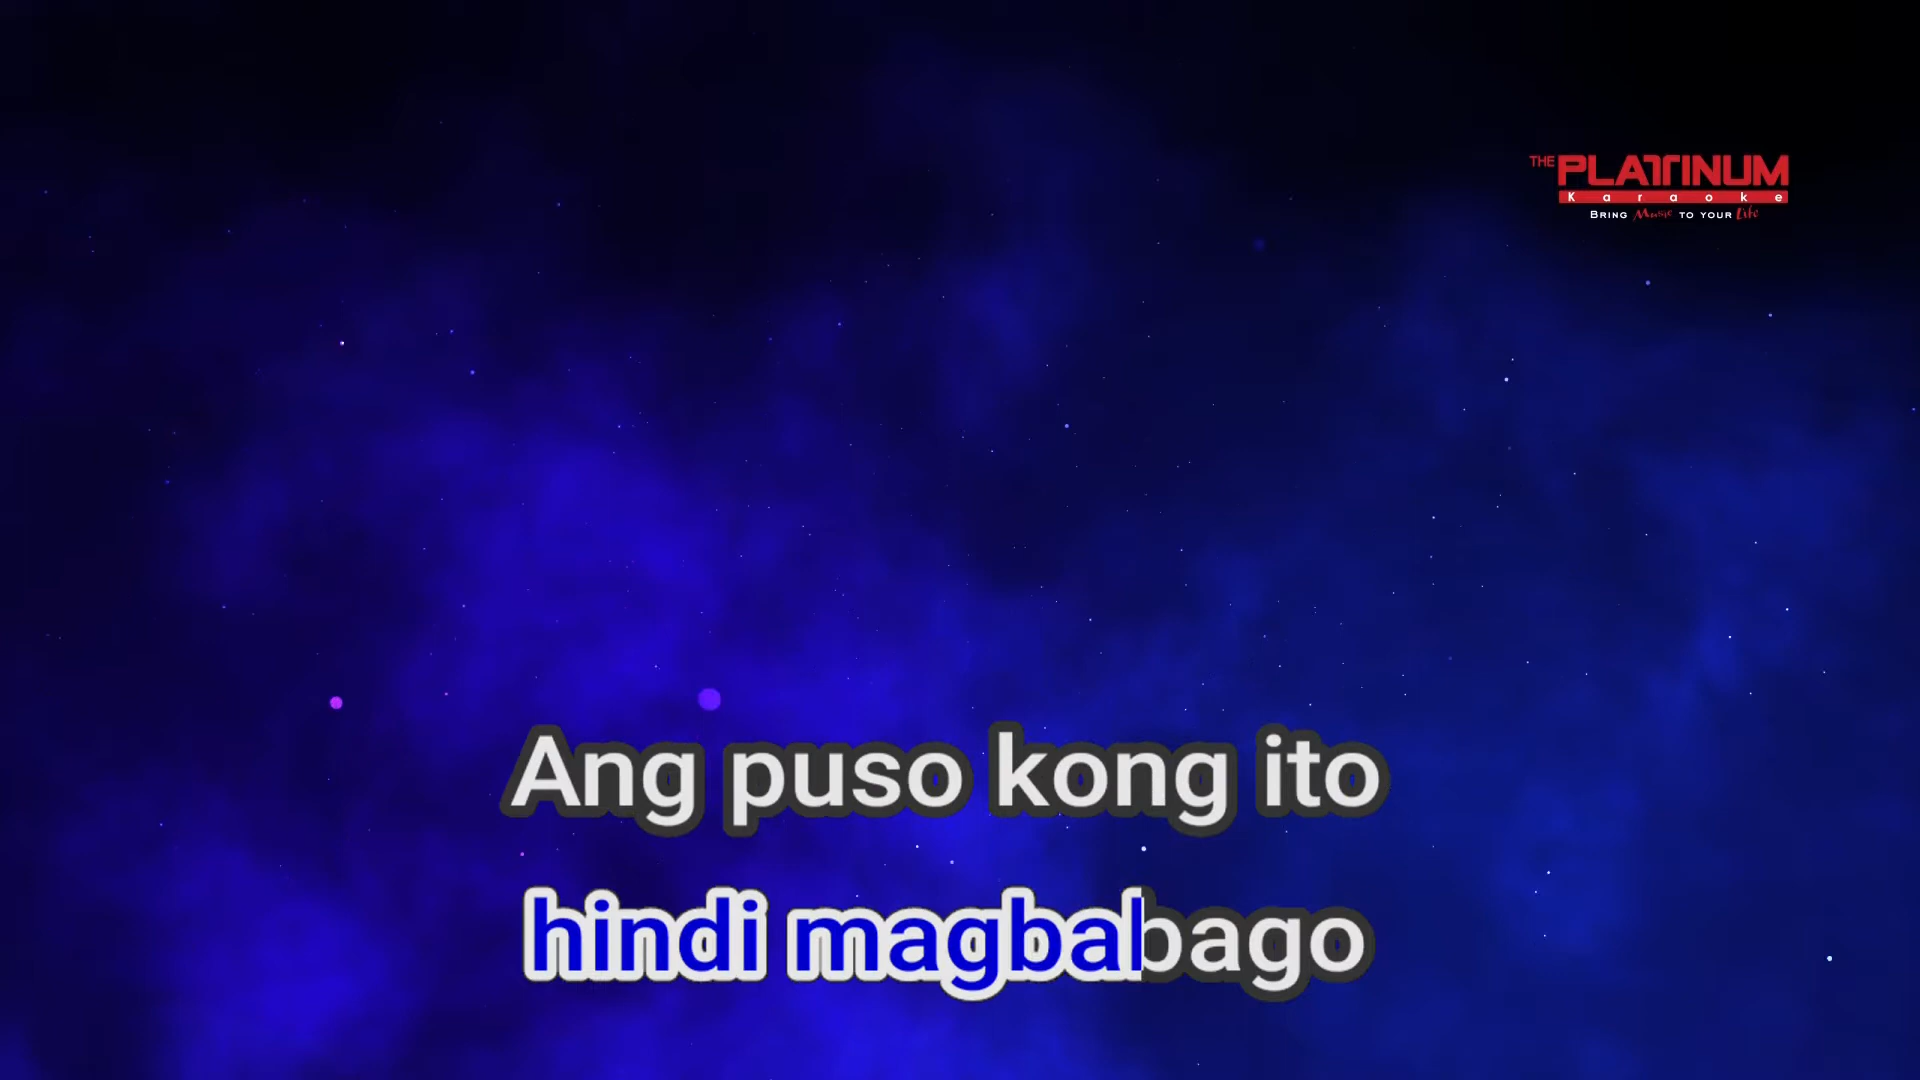 THE PLATINUM
Karaoke
BRING Music TO YOUR Life
Ang puso kong ito
hindi magbabago